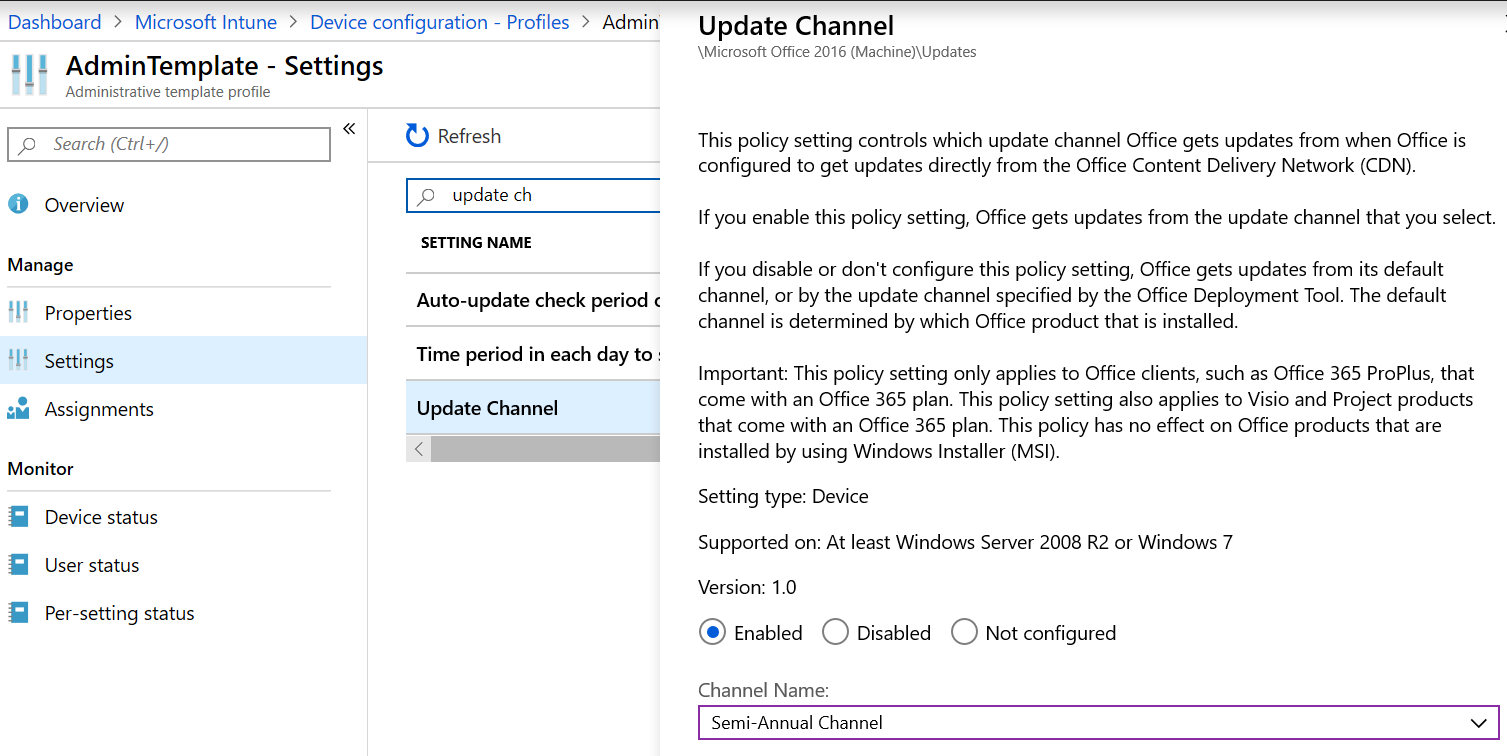 Dashboard > Microsoft Intune > Device configuration - Profiles > Admin
AdminTemplate - Settings
Administrative template profile
Search (Ctrl+/)
«
Overview
Manage
Properties
Settings
Assignments
Monitor
Device status
User status
Per-setting status
Refresh
update ch
SETTING NAME
Auto-update check period
Time period in each day to
Update Channel
Update Channel
\Microsoft Office 2016 (Machine)\Updates
This policy setting controls which update channel Office gets updates from when Office is
configured to get updates directly from the Office Content Delivery Network (CDN).
If you enable this policy setting, Office gets updates from the update channel that you select.
If you disable or don't configure this policy setting, Office gets updates from its default
channel, or by the update channel specified by the Office Deployment Tool. The default
channel is determined by which Office product that is installed.
Important: This policy setting only applies to Office clients, such as Office 365 ProPlus, that
come with an Office 365 plan. This policy setting also applies to Visio and Project products
that come with an Office 365 plan. This policy has no effect on Office products that are
installed by using Windows Installer (MSI).
Setting type: Device
Supported on: At least Windows Server 2008 R2 or Windows 7
Version: 1.0
Enabled Disabled Not configured
Channel Name:
Semi-Annual Channel